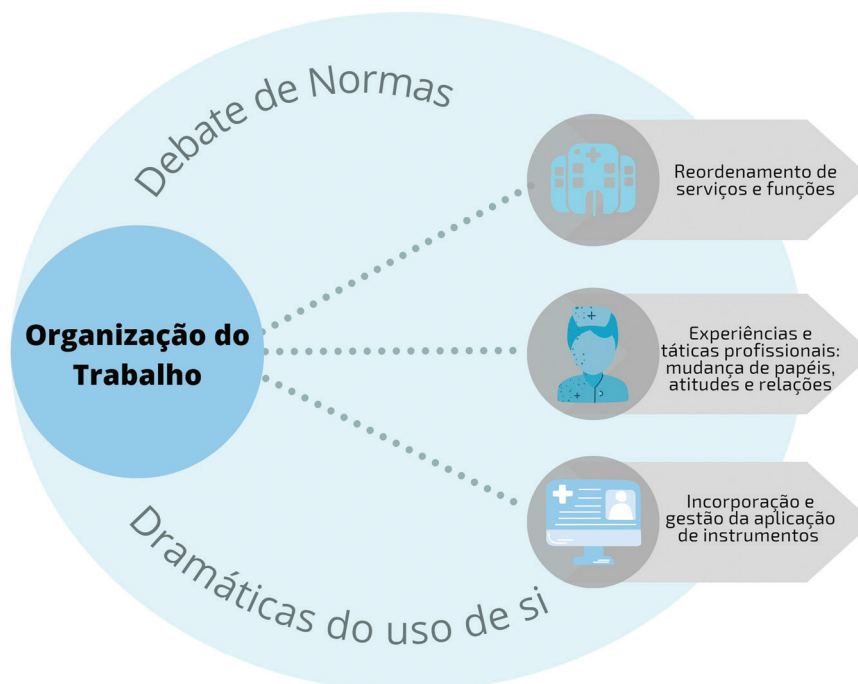 Debate de Normas
Organização do
Trabalho
Dramáticas do uso de si
Reordenamento de
serviços e funções
Experiências e
táticas profissionais:
mudança de papéis,
atitudes e relações
Incorporação e
gestão da aplicação
de instrumentos